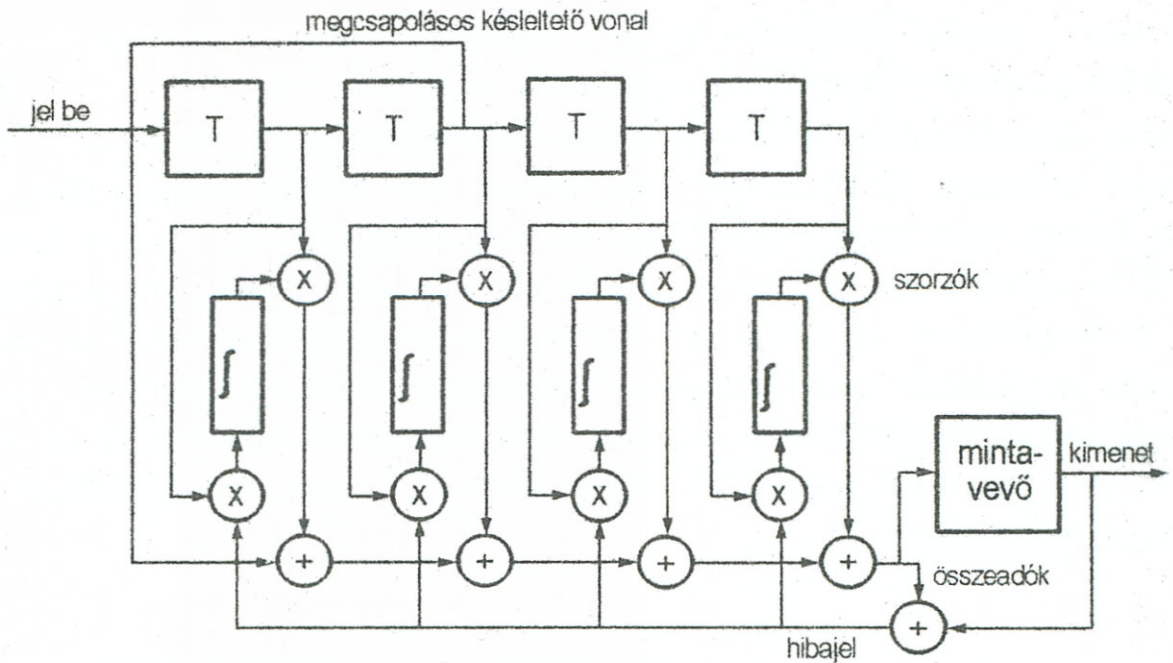 megcsapolásos késleltető vonal
jel be
T
T
T
T
X
X
X
X
szorzók
∫
∫
∫
∫
minta-
vevő
kimenet
X
X
X
X
+
+
+
+
összeadók
+
hibajel